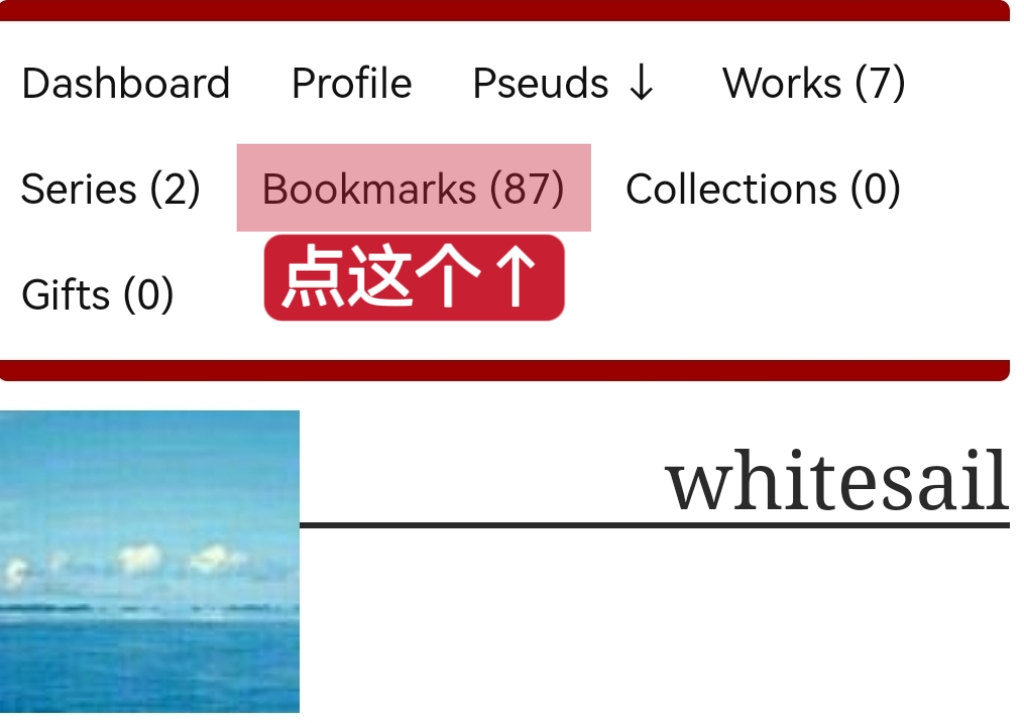 Dashboard Profile Pseuds ↓ Works (7)
Series (2) Bookmarks (87) Collections (0)
Gifts (0) 点这个↑
whitesail